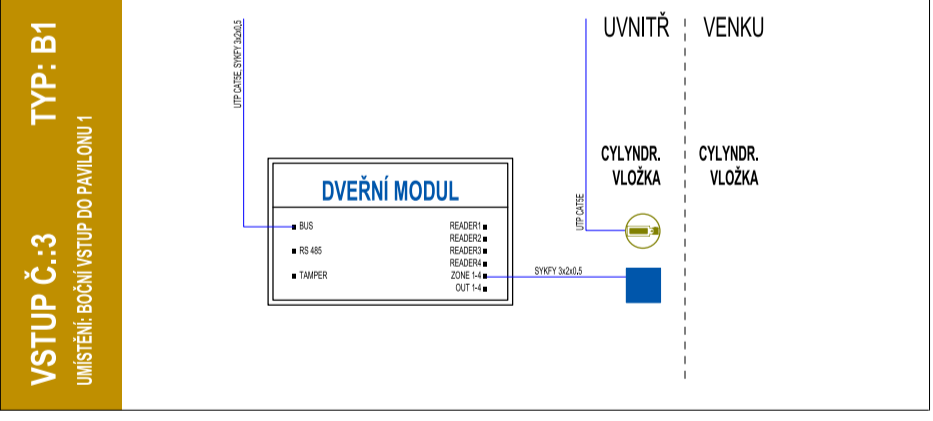 VSTUP Č.:3 TYP: B1
UMÍSTĚNÍ: BOČNÍ VSTUP DO PAVILONU 1
UTP CAT5E, SYKFY 3x2x0,5
UVNITŘ
VENKU
CYLYNDR.
VLOŽKA
CYLYNDR.
VLOŽKA
DVEŘNÍ MODUL
BUS
RS 485
TAMPER
READER1
READER2
READER3
READER4
ZONE 1-4
OUT 1-4
UTP CAT5E
SYKFY 3x2x0,5